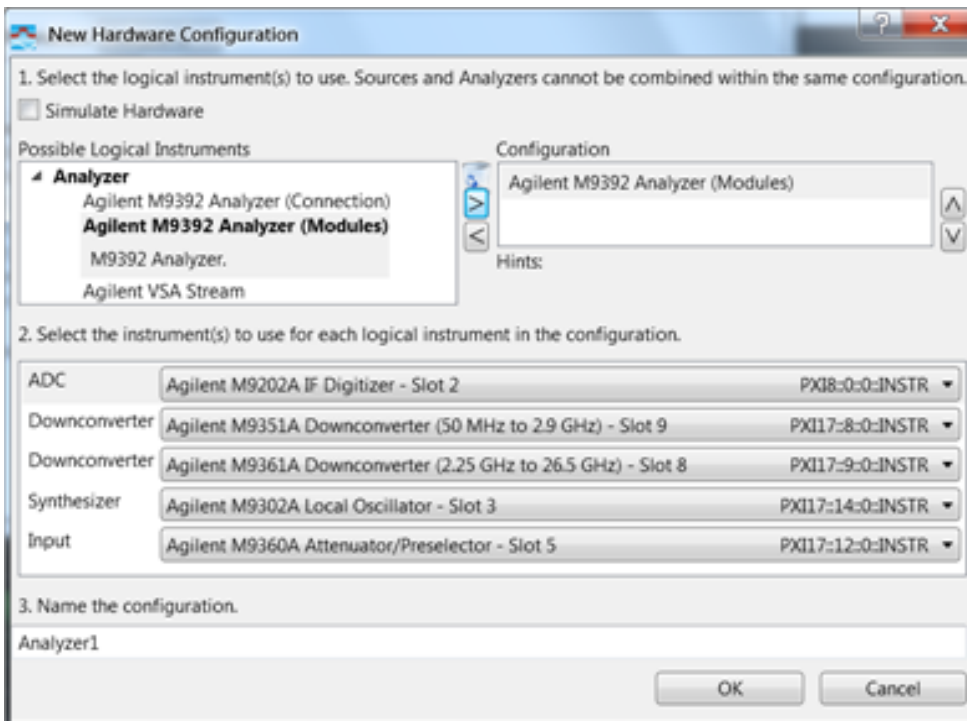 New Hardware Configuration
?
X
1. Select the logical instrument(s) to use. Sources and Analyzers cannot be combined within the same configuration.
Simulate Hardware
Possible Logical Instruments
Analyzer
Agilent M9392 Analyzer (Connection)
Agilent M9392 Analyzer (Modules)
M9392 Analyzer.
Agilent VSA Stream
>
<
Configuration
Agilent M9392 Analyzer (Modules)
Hints:
2. Select the instrument(s) to use for each logical instrument in the configuration.
ADC Agilent M9202A IF Digitizer - Slot 2 PXI8::0::0::INSTR
Downconverter Agilent M9351A Downconverter (50 MHz to 2.9 GHz) - Slot 9 PXI17::8::0::INSTR
Downconverter Agilent M9361A Downconverter (2.25 GHz to 26.5 GHz) - Slot 8 PXI17::9::0::INSTR
Synthesizer Agilent M9302A Local Oscillator - Slot 3 PXI17::14::0::INSTR
Input Agilent M9360A Attenuator/Preselector - Slot 5 PXI17::12::0::INSTR
3. Name the configuration.
Analyzer1
OK
Cancel